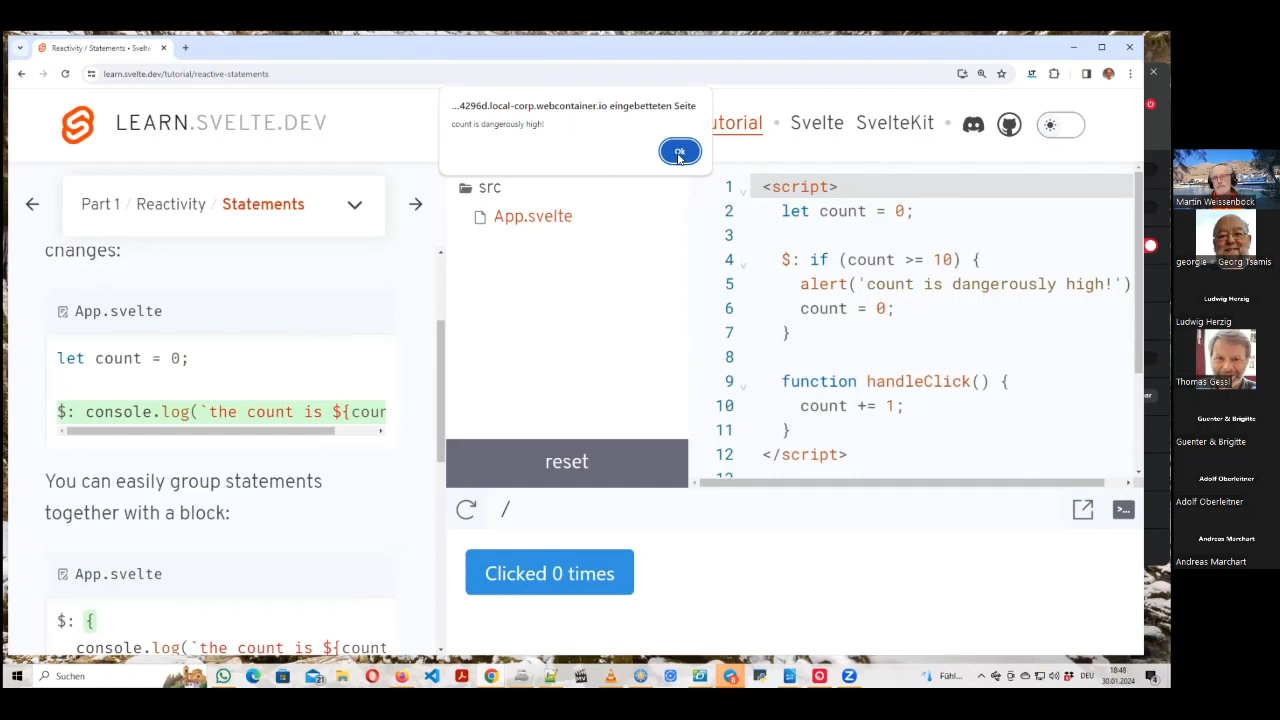 Reactivity / Statements • Svelte
learn.svelte.dev/tutorial/reactive-statements
...4296d.local-corp.webcontainer.io eingebetteten Seite
count is dangerously high!
Ok
LEARN.SVELTE.DEV
utorial • Svelte SvelteKit •
Part 1 / Reactivity / Statements
changes:
App.svelte
let count = 0;
$: console.log(`the count is ${coun
You can easily group statements
together with a block:
App.svelte
$: {
console.log(`the count is ${count
src
App.svelte
reset
1 <script>
2 let count = 0;
3
4 $: if (count >= 10) {
5 alert('count is dangerously high!')
6 count = 0;
7 }
8
9 function handleClick() {
10 count += 1;
11 }
12 </script>
/
Clicked 0 times
Suchen
Fühl...
DEU
18:48
30.01.2024
Martin Weissenböck
georgie – Georg Tsamis
Ludwig Herzig
Ludwig Herzig
Thomas Gessl
Guenter & Brigitte
Guenter & Brigitte
Adolf Oberleitner
Adolf Oberleitner
Andreas Marchart
Andreas Marchart